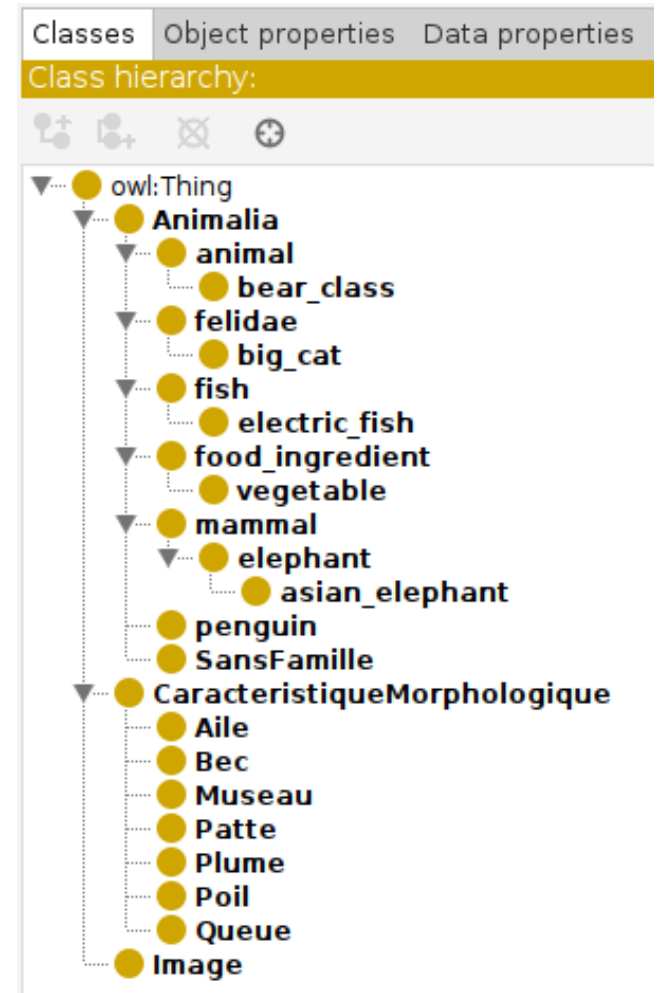 Classes Object properties Data properties
Class hierarchy:
owl:Thing
Animalia
animal
bear_class
felidae
big_cat
fish
electric_fish
food_ingredient
vegetable
mammal
elephant
asian_elephant
penguin
SansFamille
CaracteristiqueMorphologique
Aile
Bec
Museau
Patte
Plume
Poil
Queue
Image